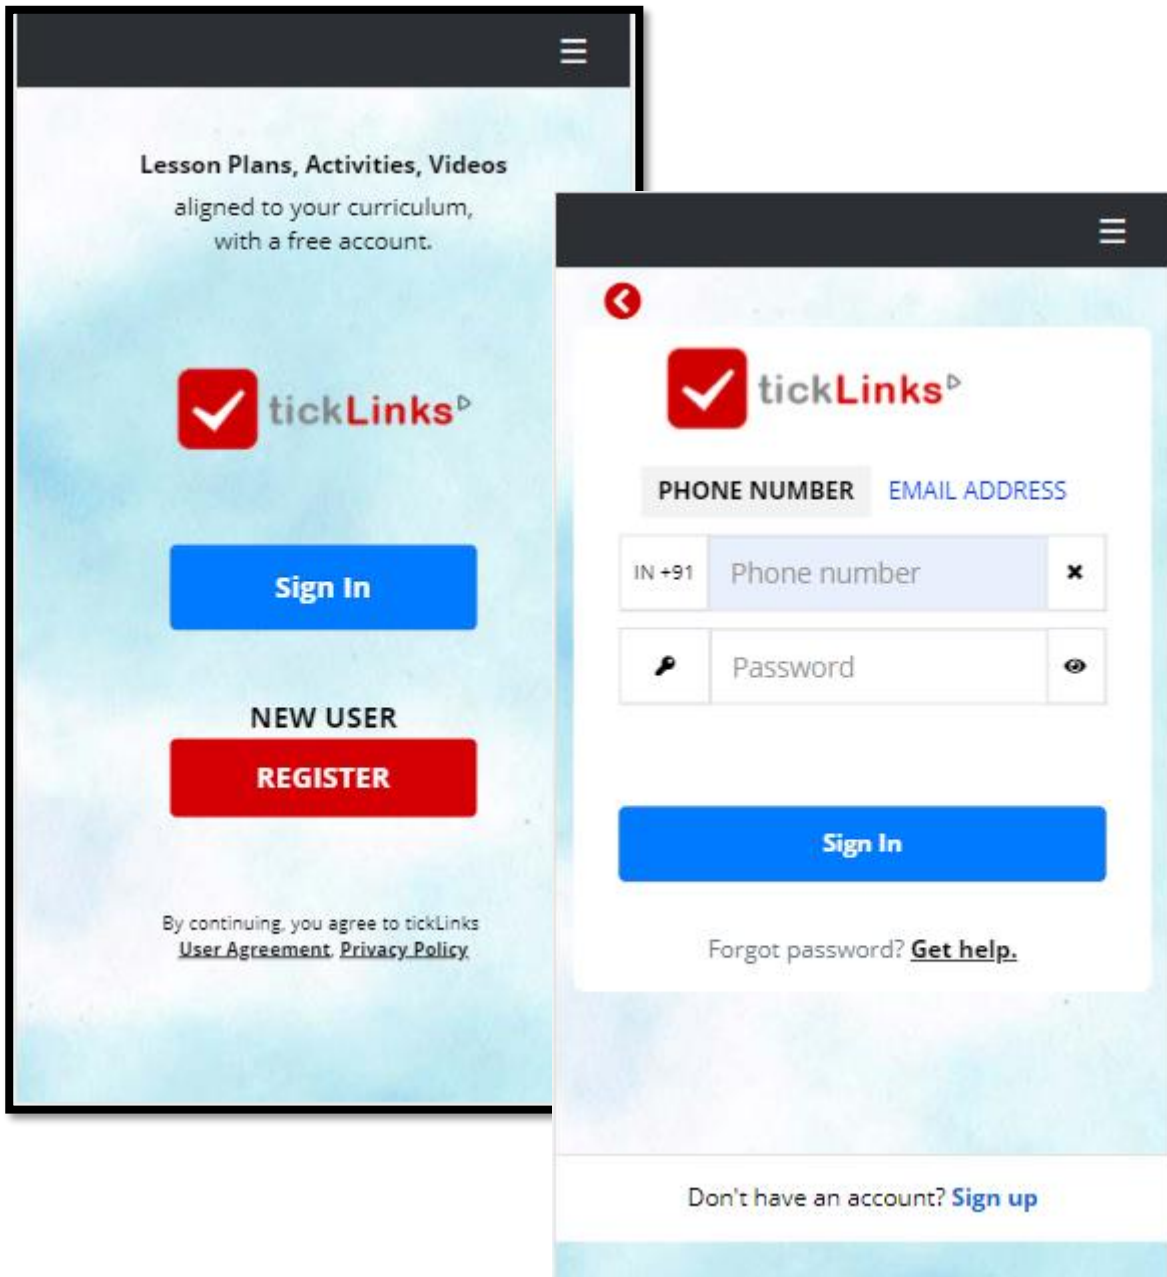 Lesson Plans, Activities, Videos
aligned to your curriculum,
with a free account.
tickLinks
Sign In
NEW USER
REGISTER
By continuing, you agree to tickLinks
User Agreement, Privacy Policy
tickLinks
PHONE NUMBER EMAIL ADDRESS
IN +91 Phone number
Password
Sign In
Forgot password? Get help.
Don't have an account? Sign up